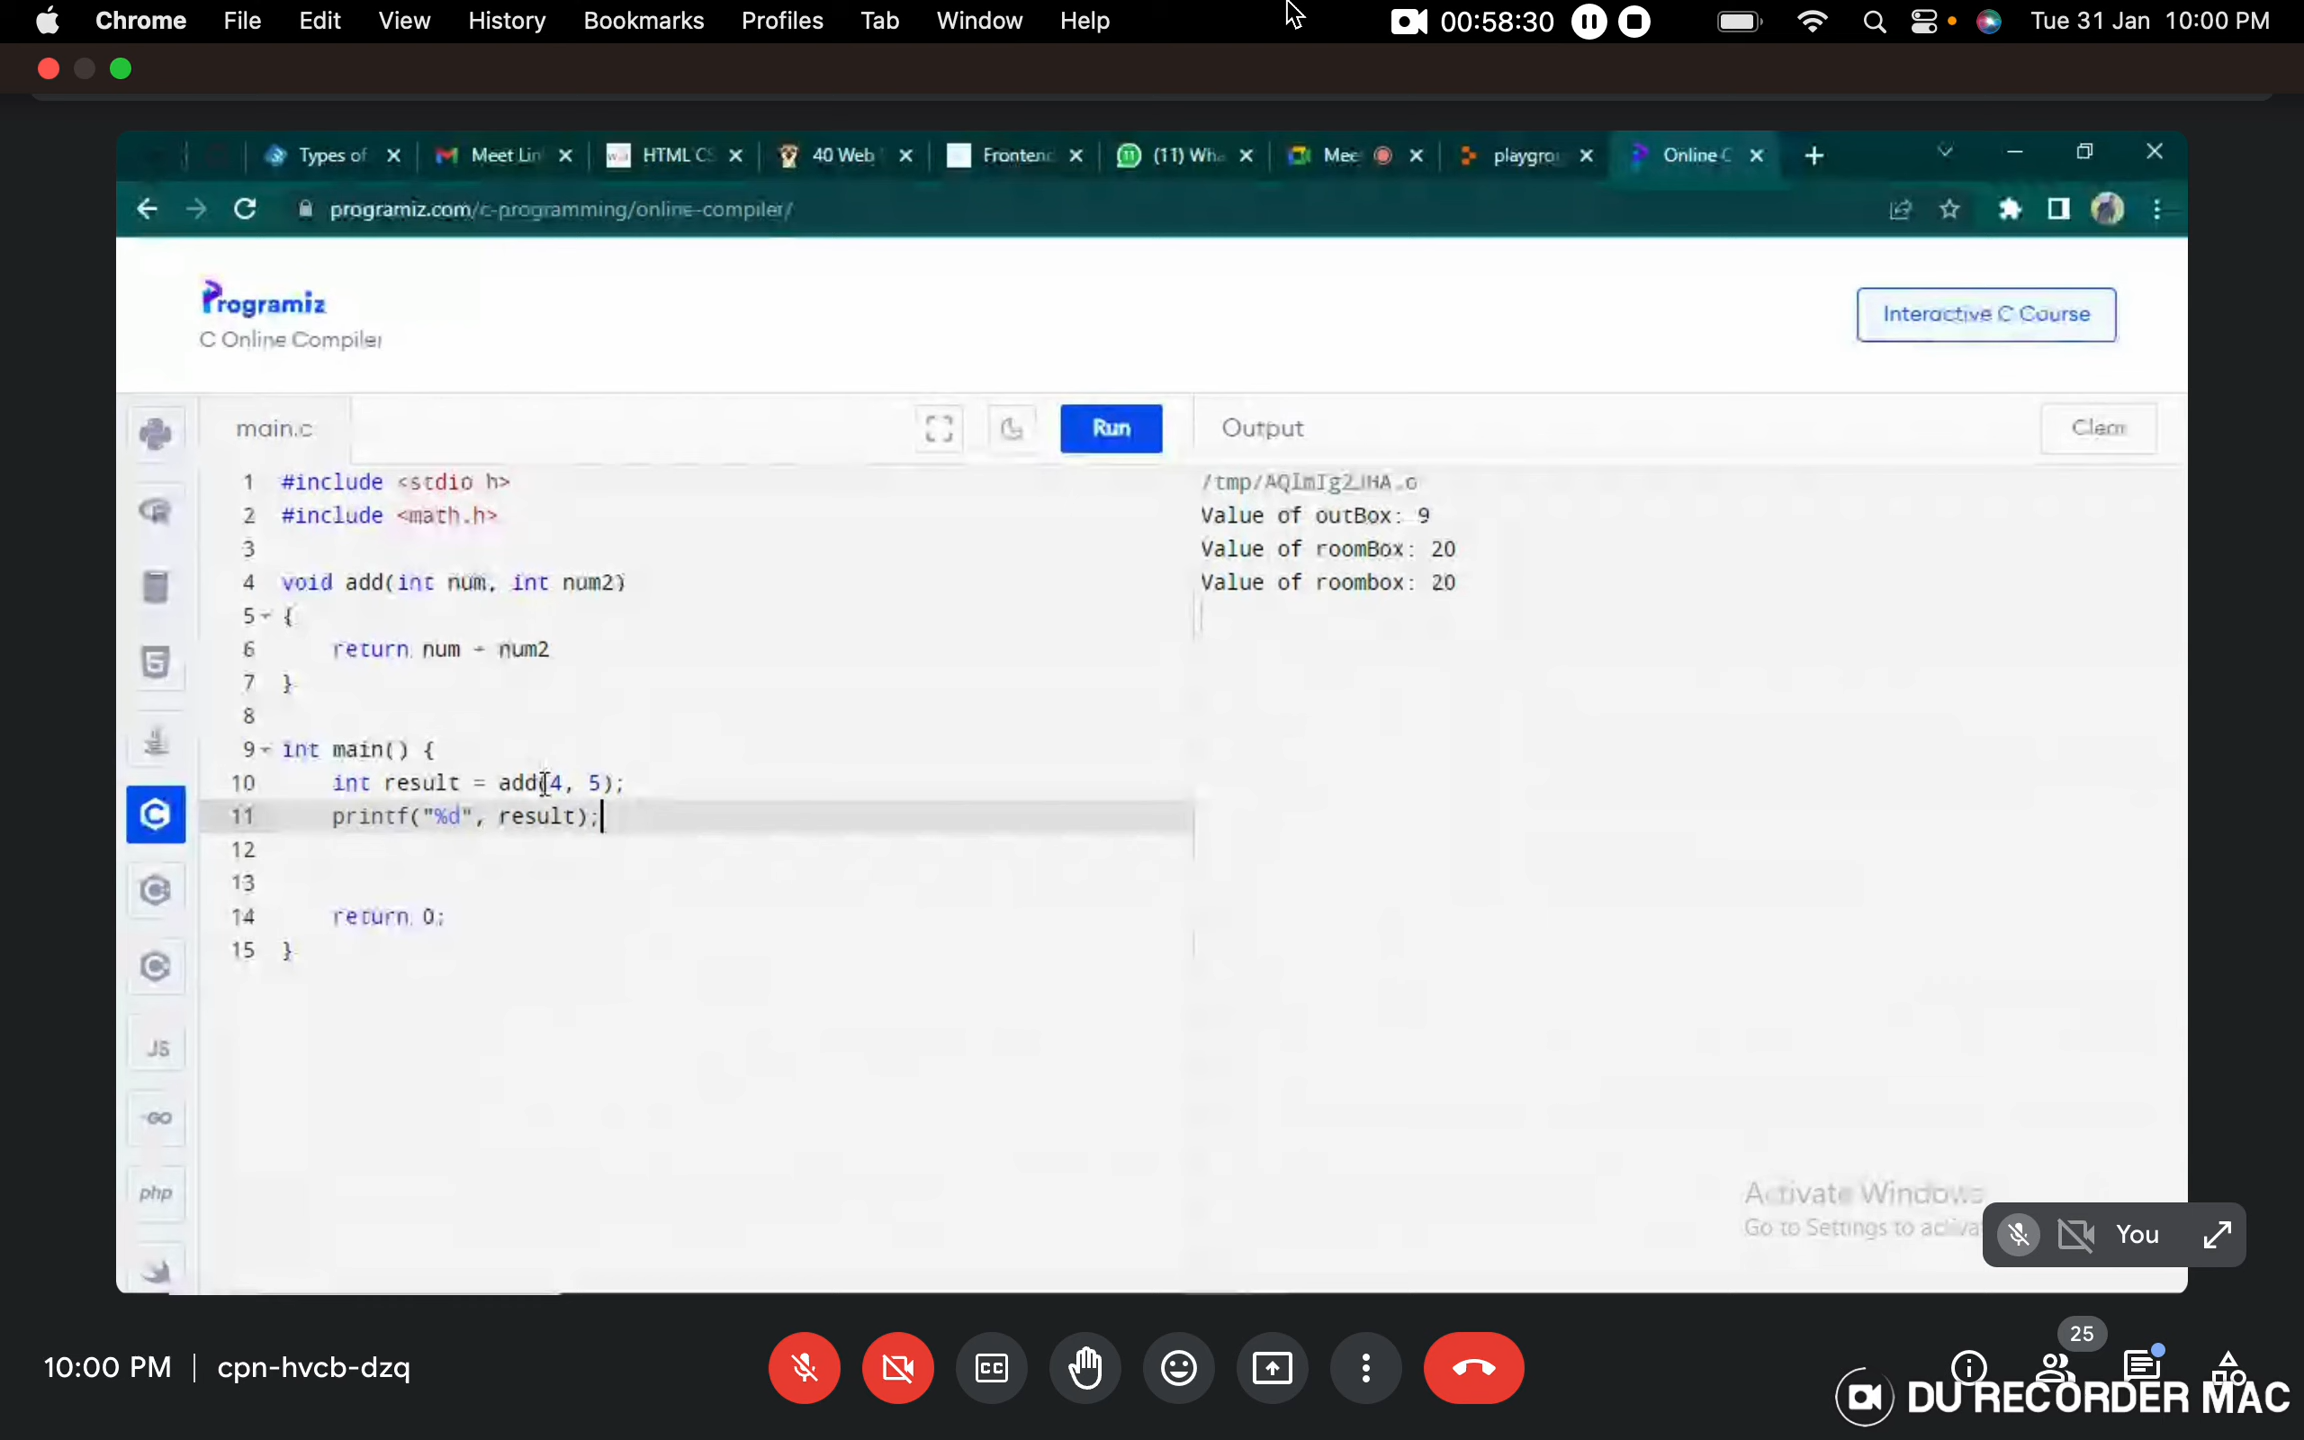 Chrome File Edit View History Bookmarks Profiles Tab Window Help 00:58:30 Tue 31 Jan 10:00 PM
Types of Meet Lin HTML CS 40 Web Frontend (11) Wha Mee playgro Online C
programiz.com/c-programming/online-compiler/
Programiz
C Online Compiler
Interactive C Course
main.c
Run
Output
Clear
1 #include <stdio h>
2 #include <math.h>
3
4 void add(int num, int num2)
5 {
6 return num + num2
7 }
8
9 int main() {
10 int result = add(4, 5);
11 printf("%d", result);
12
13
14 return 0;
15 }
Value of outBox: 9
Value of roomBox: 20
Value of roombox: 20
JS
GO
php
Activate Windows
Go to Settings to activa
You
10:00 PM | cpn-hvcb-dzq
CC
25
DU RECORDER MAC